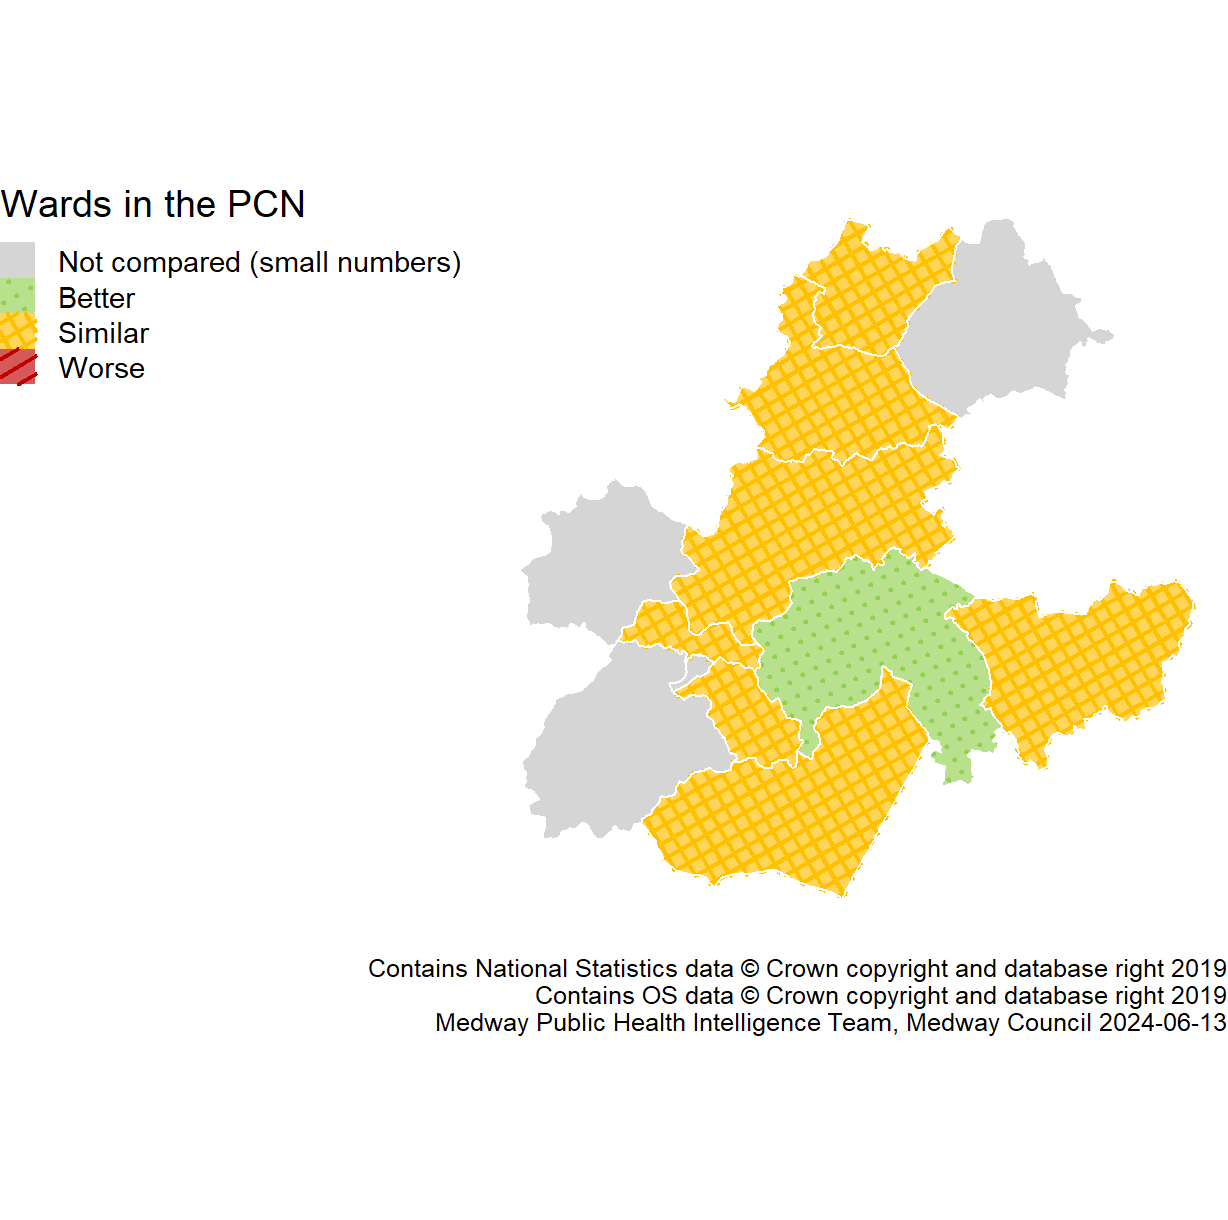 Wards in the PCN
Not compared (small numbers)
Better
Similar
Worse
Contains National Statistics data © Crown copyright and database right 2019
Contains OS data © Crown copyright and database right 2019
Medway Public Health Intelligence Team, Medway Council 2024-06-13